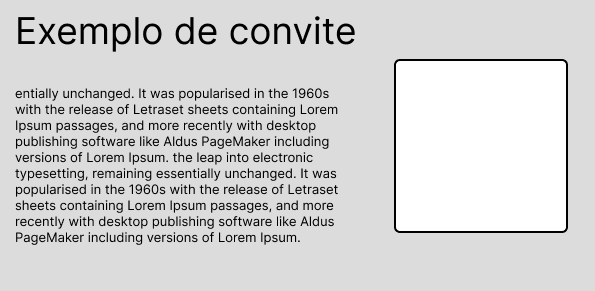 Exemplo de convite
entially unchanged. It was popularised in the 1960s
with the release of Letraset sheets containing Lorem
Ipsum passages, and more recently with desktop
publishing software like Aldus PageMaker including
versions of Lorem Ipsum. the leap into electronic
typesetting, remaining essentially unchanged. It was
popularised in the 1960s with the release of Letraset
sheets containing Lorem Ipsum passages, and more
recently with desktop publishing software like Aldus
PageMaker including versions of Lorem Ipsum.